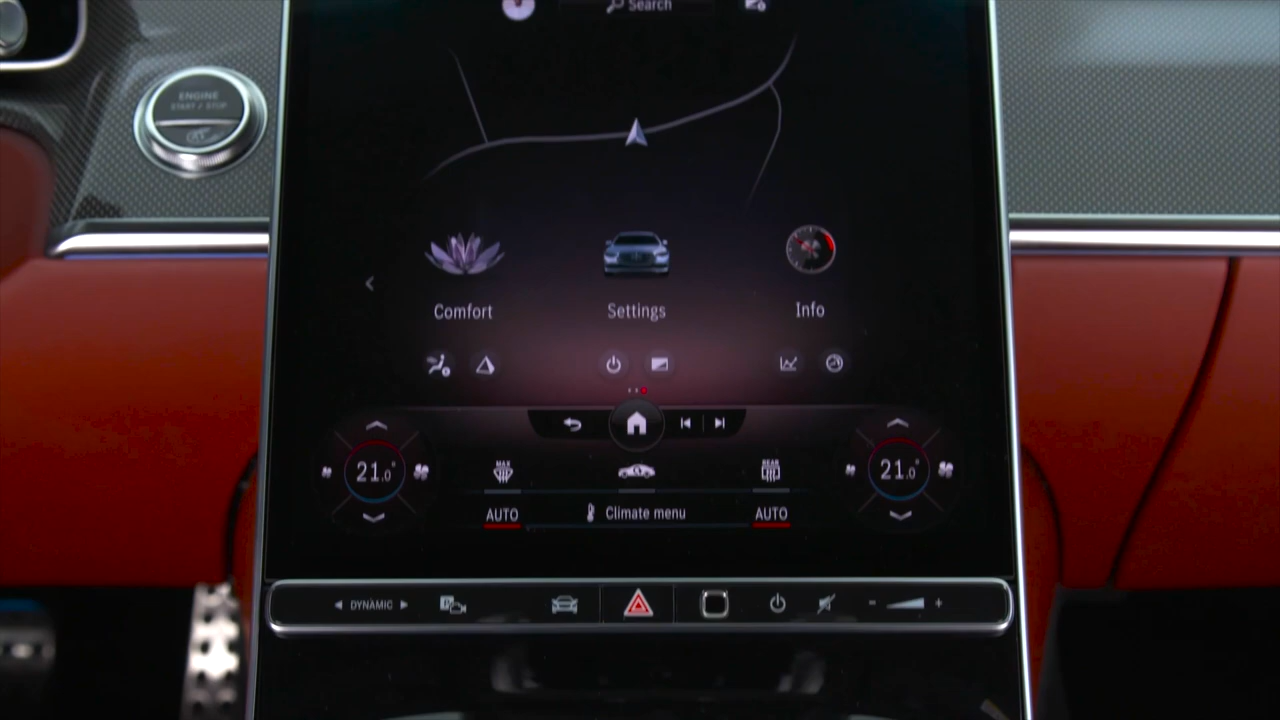 Search
ENGINE
START / STOP
Comfort
Settings
Info
21.0°
MAX
REAR
21.0°
AUTO
Climate menu
AUTO
DYNAMIC